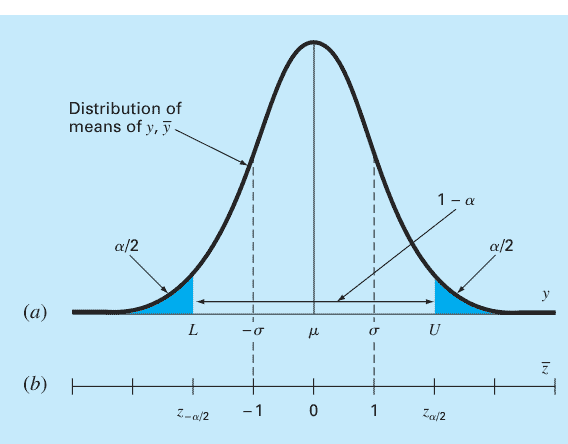 Distribution of
means of y, ȳ
1 – α
α/2
α/2
y
(a)
L
–σ
μ
σ
U
z̄
(b)
z₋α/2
–1
0
1
zα/2